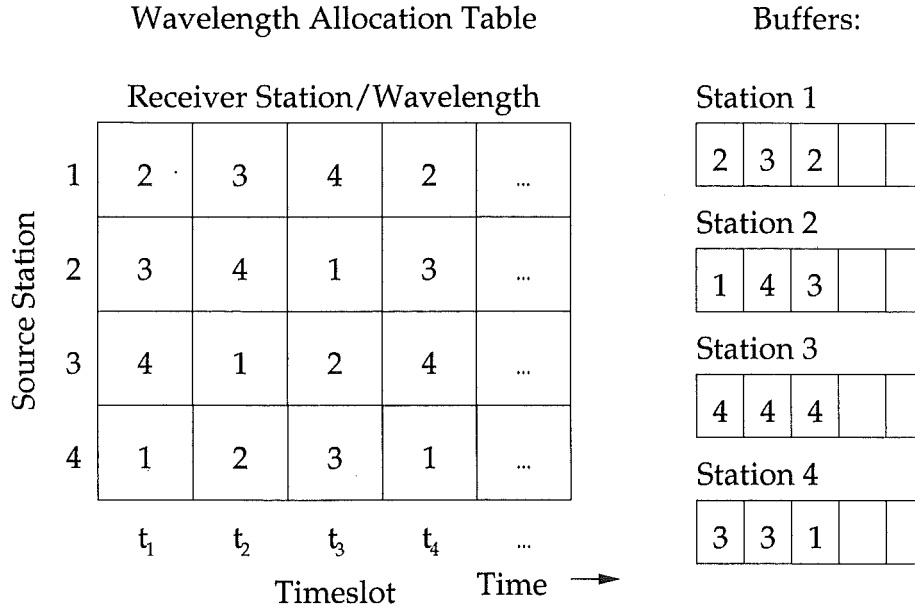 Wavelength Allocation Table
Receiver Station/Wavelength
Source Station
1 2 3 4 2 ...
2 3 4 1 3 ...
3 4 1 2 4 ...
4 1 2 3 1 ...
t1 t2 t3 t4 ...
Timeslot
Time
Buffers:
Station 1
2 3 2
Station 2
1 4 3
Station 3
4 4 4
Station 4
3 3 1